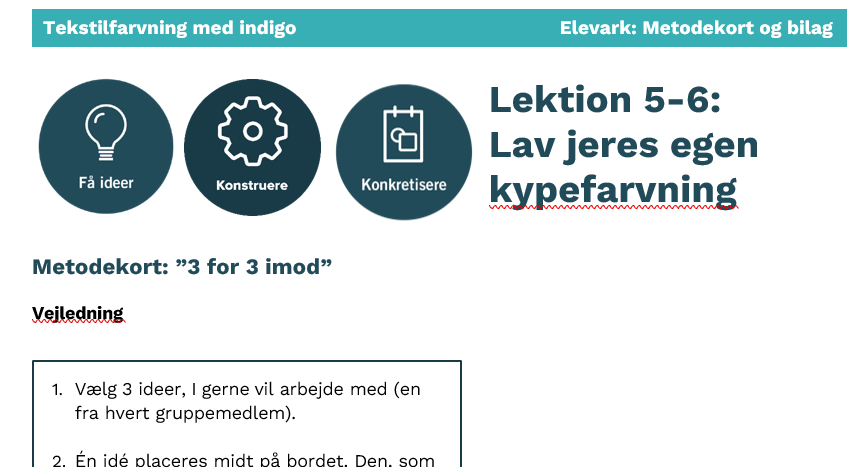 Tekstilfarvning med indigo
Elevark: Metodekort og bilag
Få ideer
Konstruere
Konkretisere
Lektion 5-6:
Lav jeres egen
kypefarvning
Metodekort: ”3 for 3 imod”
Vejledning
1. Vælg 3 ideer, I gerne vil arbejde med (en
fra hvert gruppemedlem).
2. Én idé placeres midt på bordet. Den, som